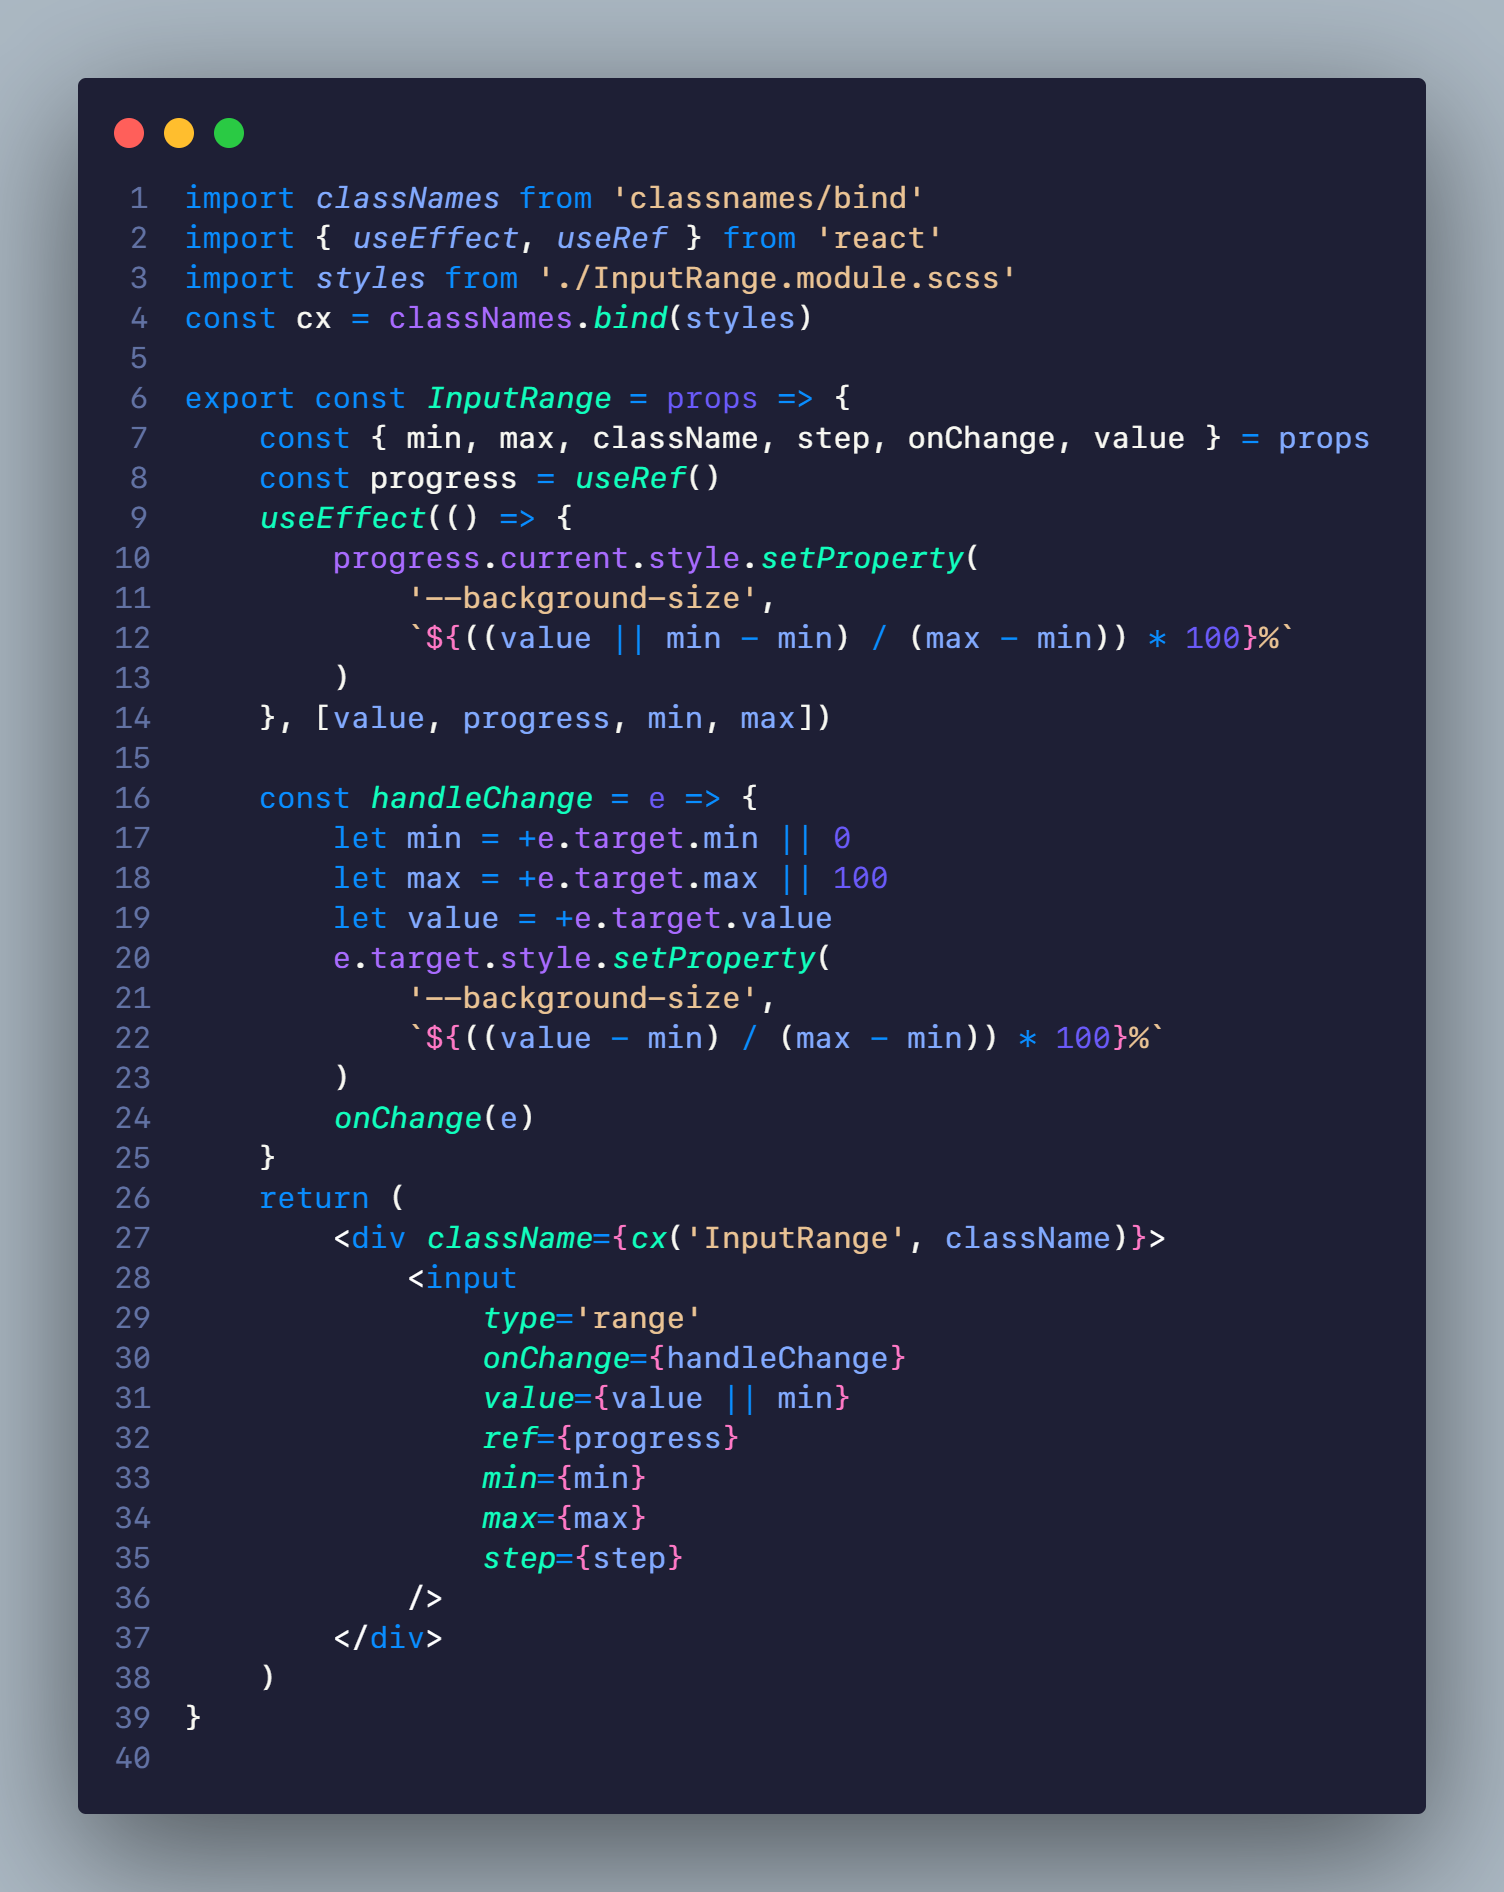 1 import classNames from 'classnames/bind'
2 import { useEffect, useRef } from 'react'
3 import styles from './InputRange.module.scss'
4 const cx = classNames.bind(styles)
5
6 export const InputRange = props => {
7     const { min, max, className, step, onChange, value } = props
8     const progress = useRef()
9     useEffect(() => {
10         progress.current.style.setProperty(
11             '--background-size',
12             `${((value || min - min) / (max - min)) * 100}%`
13         )
14     }, [value, progress, min, max])
15
16     const handleChange = e => {
17         let min = +e.target.min || 0
18         let max = +e.target.max || 100
19         let value = +e.target.value
20         e.target.style.setProperty(
21             '--background-size',
22             `${((value - min) / (max - min)) * 100}%`
23         )
24         onChange(e)
25     }
26     return (
27         <div className={cx('InputRange', className)}>
28             <input
29                 type='range'
30                 onChange={handleChange}
31                 value={value || min}
32                 ref={progress}
33                 min={min}
34                 max={max}
35                 step={step}
36             />
37         </div>
38     )
39 }
40